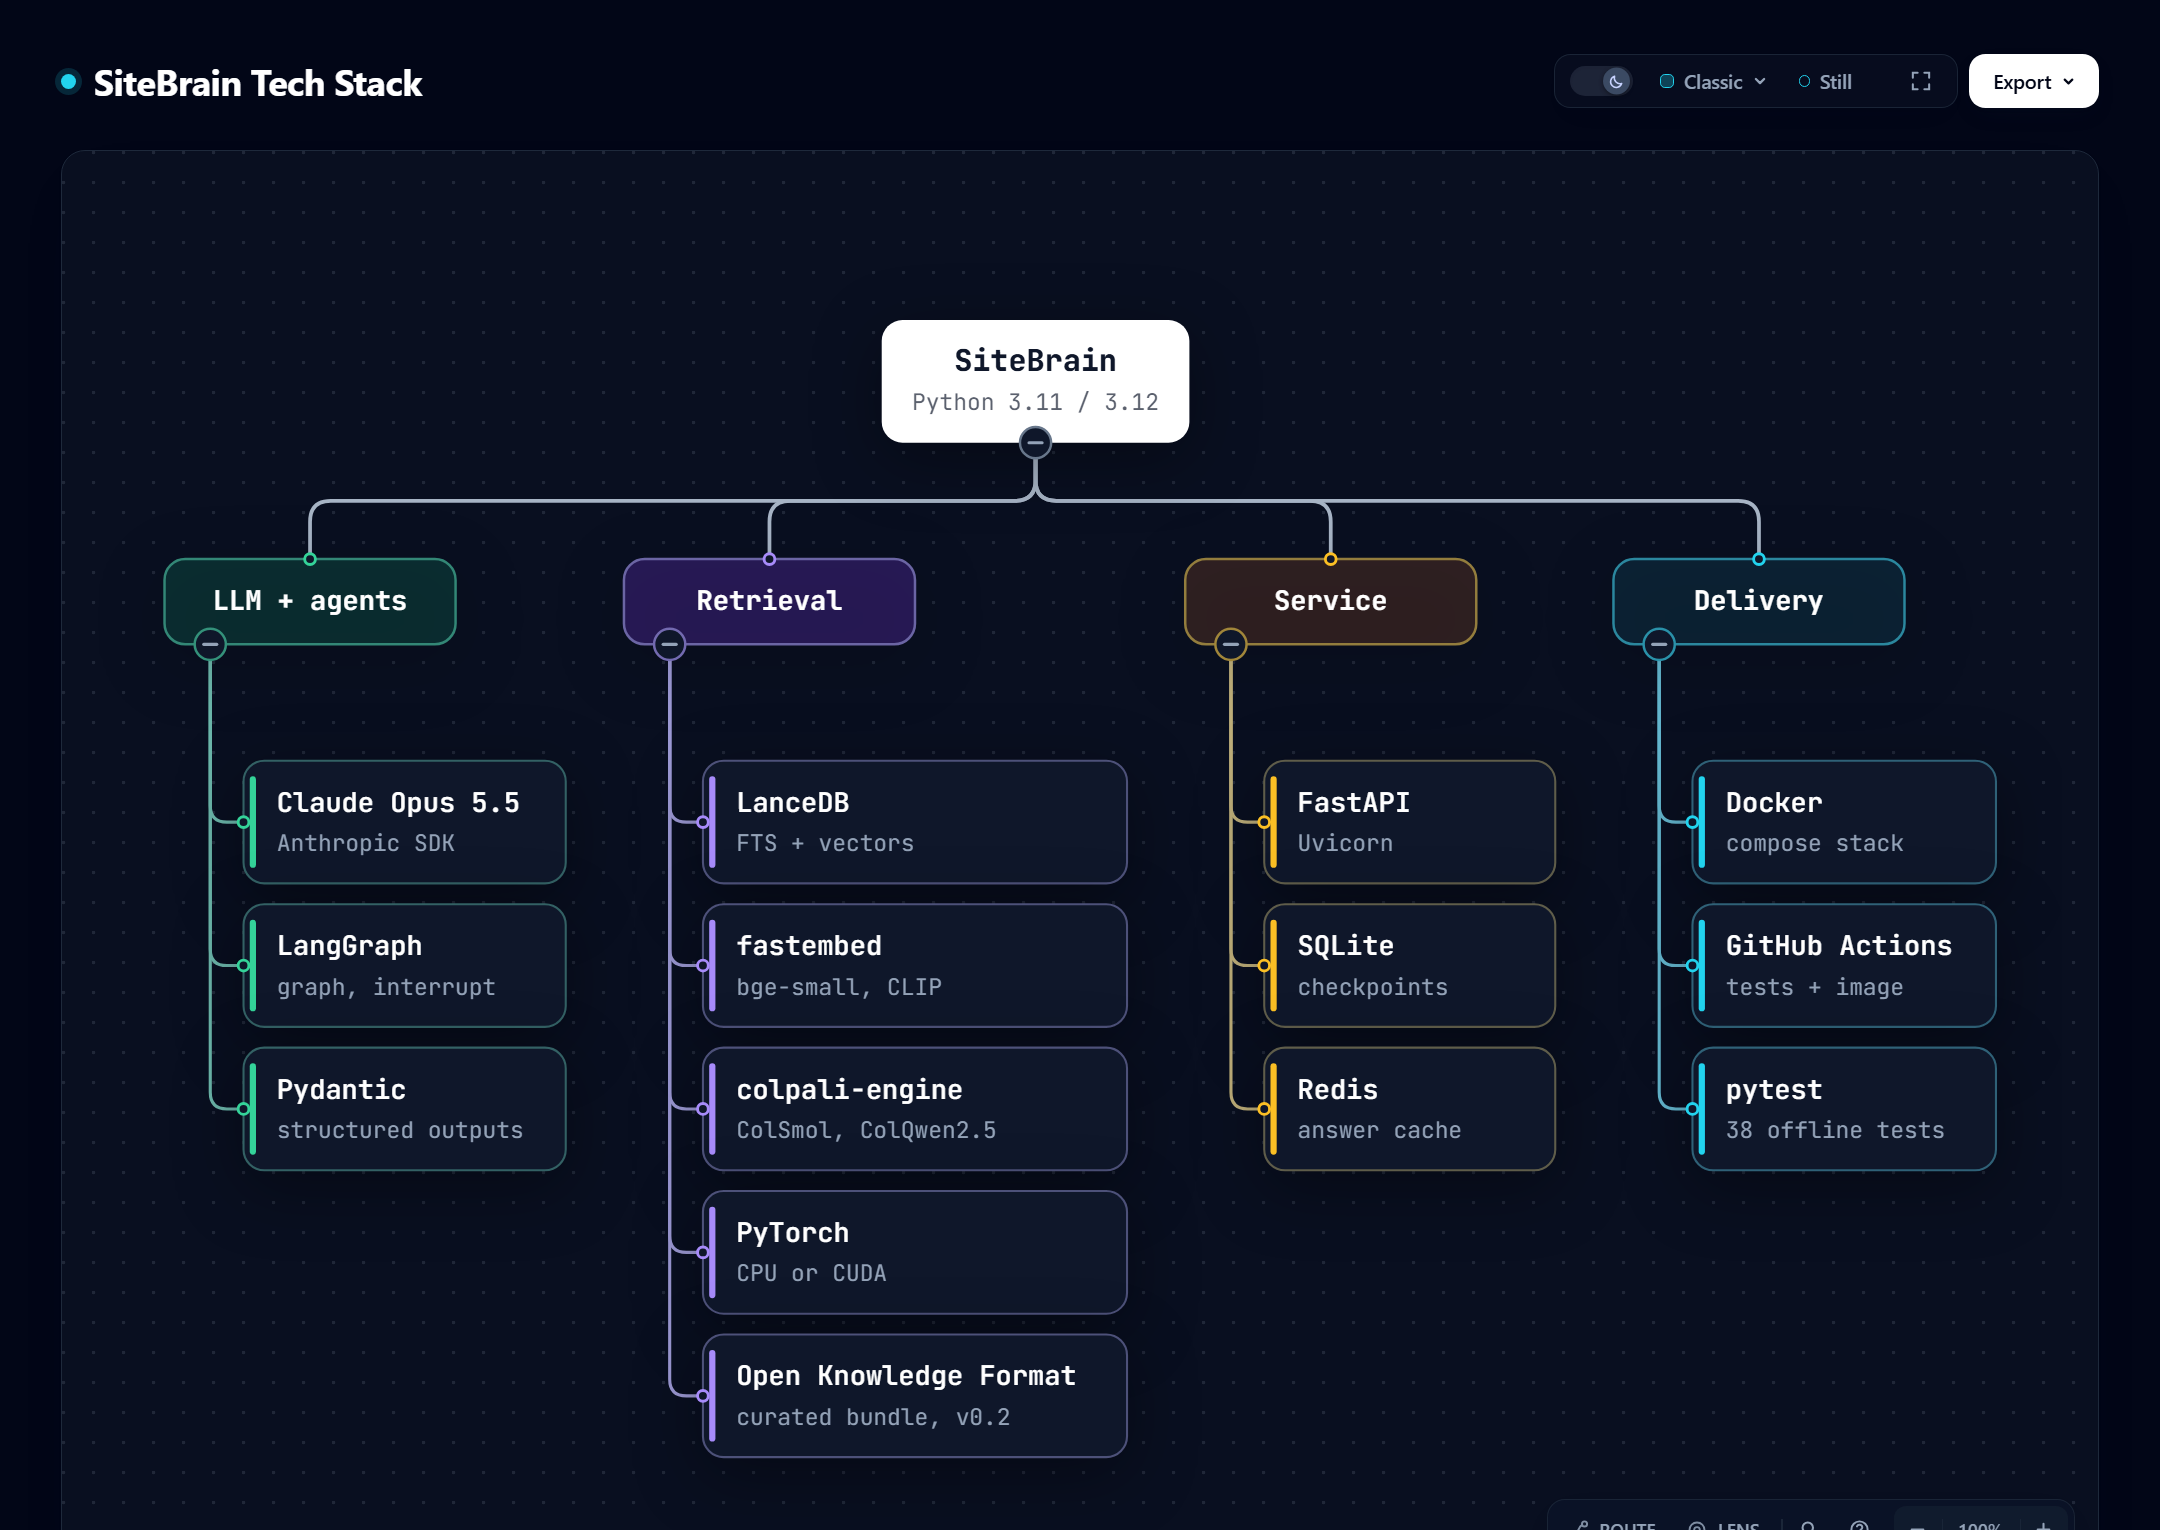 SiteBrain Tech Stack
Classic
Still
Export
SiteBrain
Python 3.11 / 3.12
LLM + agents
Retrieval
Service
Delivery
Claude Opus 5.5
Anthropic SDK
LangGraph
graph, interrupt
Pydantic
structured outputs
LanceDB
FTS + vectors
fastembed
bge-small, CLIP
colpali-engine
ColSmol, ColQwen2.5
PyTorch
CPU or CUDA
Open Knowledge Format
curated bundle, v0.2
FastAPI
Uvicorn
SQLite
checkpoints
Redis
answer cache
Docker
compose stack
GitHub Actions
tests + image
pytest
38 offline tests
ROUTE
LENS
100%